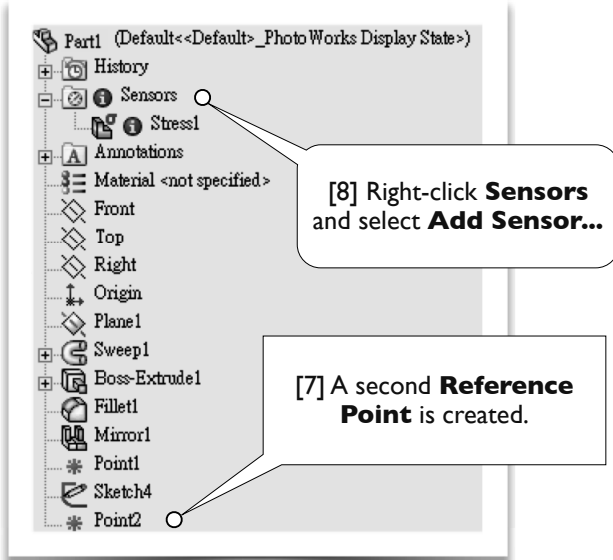 Part1 (Default<<Default>_PhotoWorks Display State>)
History
Sensors
Stress1
A Annotations
Material <not specified>
Front
Top
Right
Origin
Plane1
Sweep1
Boss-Extrude1
Fillet1
Mirror1
Point1
Sketch4
Point2
[8] Right-click Sensors
and select Add Sensor...
[7] A second Reference
Point is created.